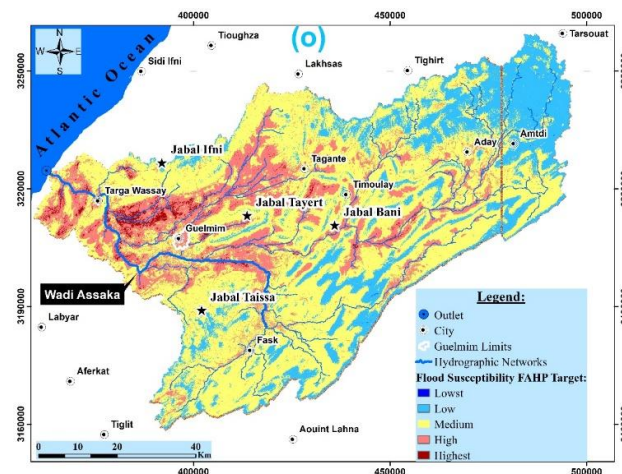 400000
450000
500000
(o)
N
W
E
S
Tioughza
Tarsouat
Sidi Ifni
Lakhsas
Tighirt
3250000
Atlantic Ocean
Jabal Ifni
Aday
Amtdi
Tagante
3220000
Targa Wassay
Timoulay
Jabal Tayert
Jabal Bani
Guelmim
Wadi Assaka
3190000
Jabal Taissa
Labyar
Fask
Aferkat
Tiglit
Aouint Lahna
3160000
0
10
20
40
Km
Legend:
Outlet
City
Guelmim Limits
Hydrographic Networks
Flood Susceptibility FAHP Target:
Lowst
Low
Medium
High
Highest
400000
450000
500000